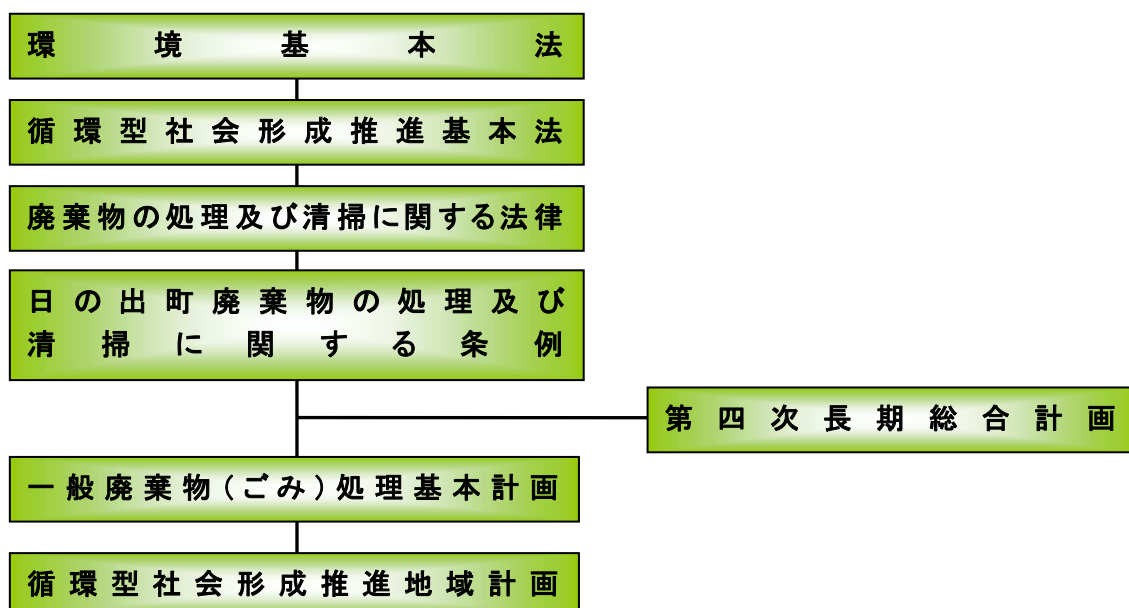 環境基本法
循環型社会形成推進基本法
廃棄物の処理及び清掃に関する法律
日の出町廃棄物の処理及び
清掃に関する条例
第四次長期総合計画
一般廃棄物(ごみ)処理基本計画
循環型社会形成推進地域計画